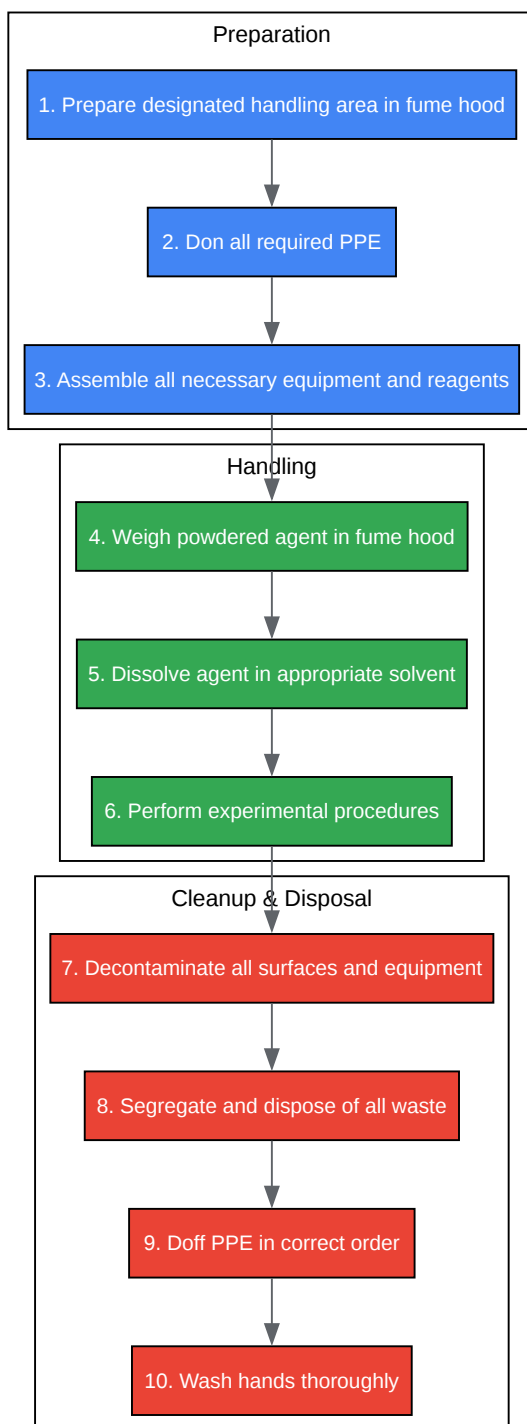 Preparation
1. Prepare designated handling area in fume hood
2. Don all required PPE
3. Assemble all necessary equipment and reagents
Handling
4. Weigh powdered agent in fume hood
5. Dissolve agent in appropriate solvent
6. Perform experimental procedures
Cleanup & Disposal
7. Decontaminate all surfaces and equipment
8. Segregate and dispose of all waste
9. Doff PPE in correct order
10. Wash hands thoroughly